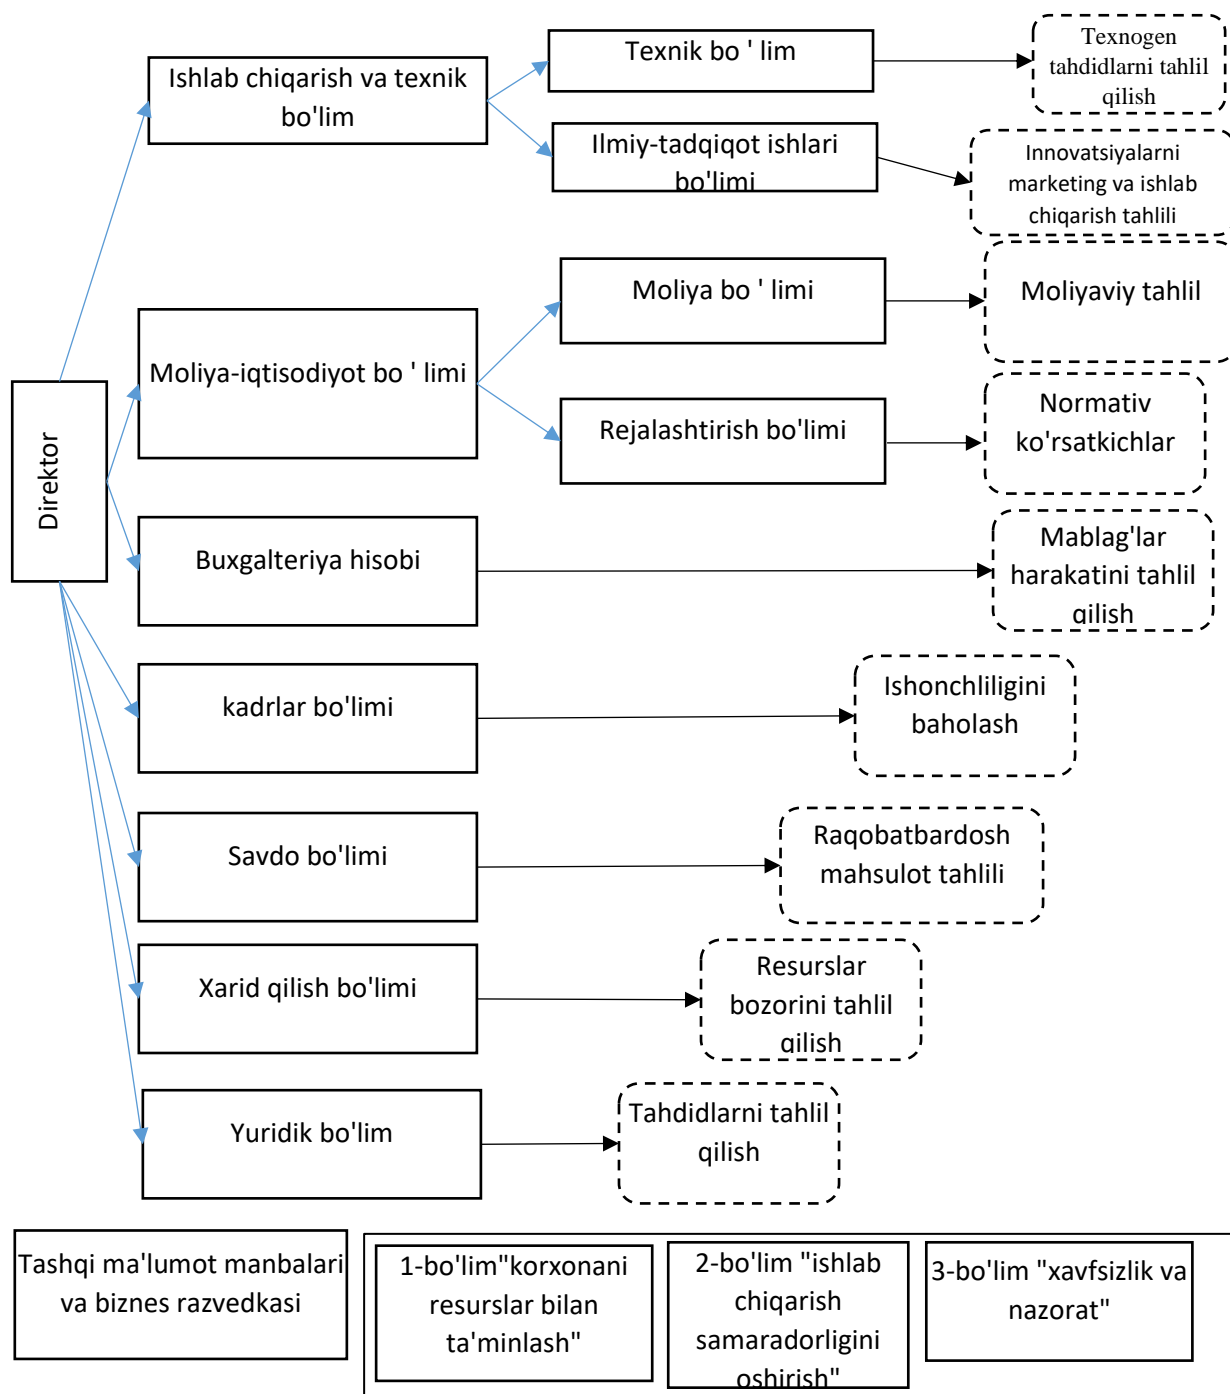 Texnik bo ' lim
Texnogen
tahdidlarni tahlil
qilish
Ishlab chiqarish va texnik
bo'lim
Ilmiy-tadqiqot ishlari
bo'limi
Innovatsiyalarni
marketing va ishlab
chiqarish tahlili
Moliya bo ' limi
Moliyaviy tahlil
Moliya-iqtisodiyot bo ' limi
Direktor
Rejalashtirish bo'limi
Normativ
ko'rsatkichlar
Buxgalteriya hisobi
Mablag'lar
harakatini tahlil
qilish
kadrlar bo'limi
Ishonchliligini
baholash
Savdo bo'limi
Raqobatbardosh
mahsulot tahlili
Xarid qilish bo'limi
Resurslar
bozorini tahlil
qilish
Yuridik bo'lim
Tahdidlarni tahlil
qilish
Tashqi ma'lumot manbalari
va biznes razvedkasi
1-bo'lim"korxonani
resurslar bilan
ta'minlash"
2-bo'lim "ishlab
chiqarish
samaradorligini
oshirish"
3-bo'lim "xavfsizlik va
nazorat"